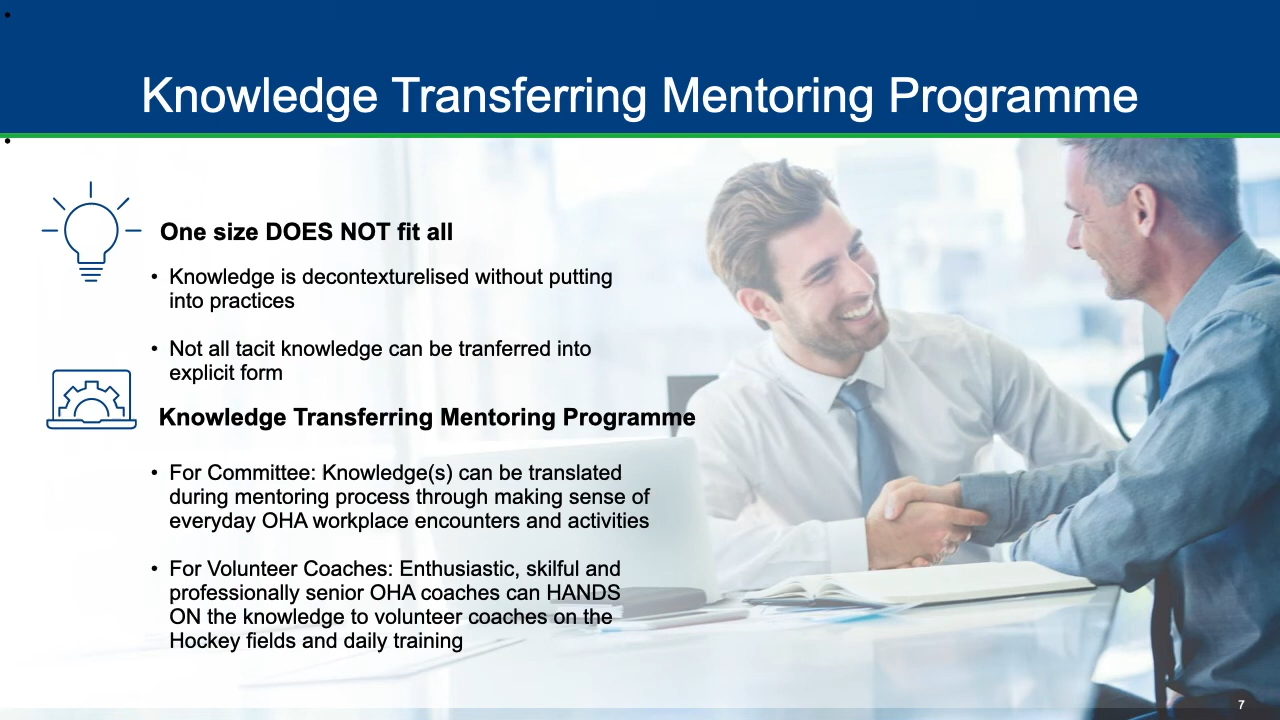 Knowledge Transferring Mentoring Programme
One size DOES NOT fit all
• Knowledge is decontexturelised without putting
into practices
• Not all tacit knowledge can be tranferred into
explicit form
Knowledge Transferring Mentoring Programme
• For Committee: Knowledge(s) can be translated
during mentoring process through making sense of
everyday OHA workplace encounters and activities
• For Volunteer Coaches: Enthusiastic, skilful and
professionally senior OHA coaches can HANDS
ON the knowledge to volunteer coaches on the
Hockey fields and daily training
7